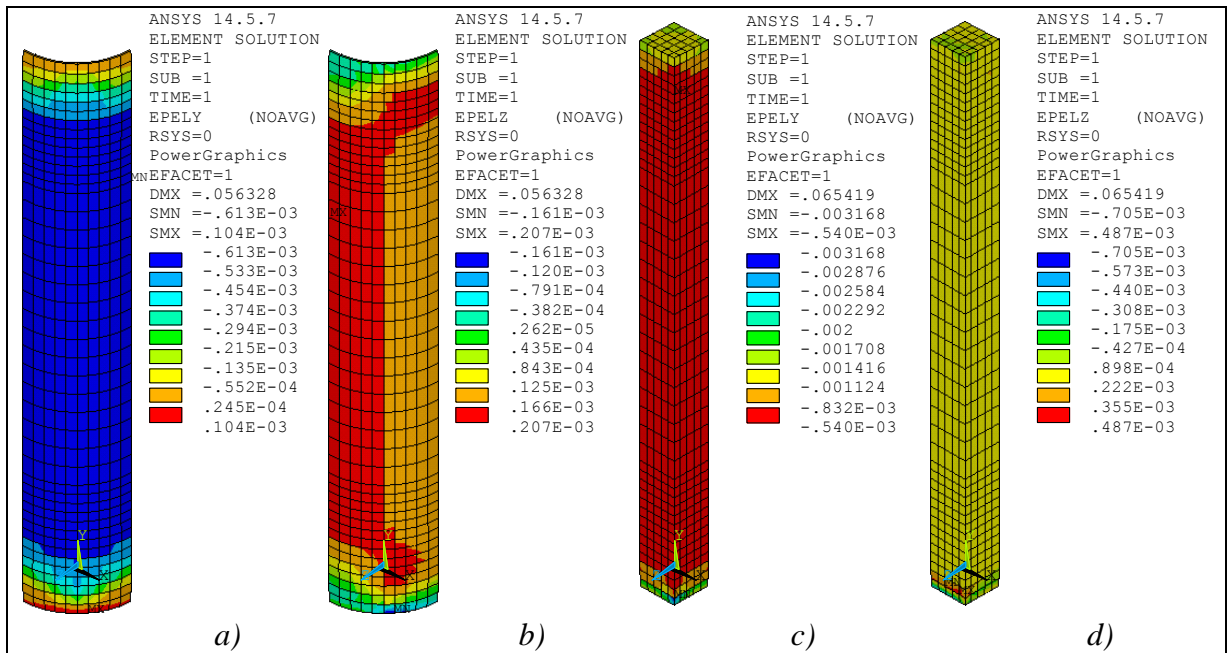 ANSYS 14.5.7
ELEMENT SOLUTION
STEP=1
SUB =1
TIME=1
EPELY (NOAVG)
RSYS=0
PowerGraphics
EFACET=1
DMX =.056328
SMN =-.613E-03
SMX =.104E-03
-.613E-03
-.533E-03
-.454E-03
-.374E-03
-.294E-03
-.215E-03
-.135E-03
-.552E-04
.245E-04
.104E-03
MN
Y
X
MX
a)
ANSYS 14.5.7
ELEMENT SOLUTION
STEP=1
SUB =1
TIME=1
EPELZ (NOAVG)
RSYS=0
PowerGraphics
EFACET=1
DMX =.056328
SMN =-.161E-03
SMX =.207E-03
-.161E-03
-.120E-03
-.791E-04
-.382E-04
.262E-05
.435E-04
.843E-04
.125E-03
.166E-03
.207E-03
MX
Y
X
MN
b)
ANSYS 14.5.7
ELEMENT SOLUTION
STEP=1
SUB =1
TIME=1
EPELY (NOAVG)
RSYS=0
PowerGraphics
EFACET=1
DMX =.065419
SMN =-.003168
SMX =-.540E-03
-.003168
-.002876
-.002584
-.002292
-.002
-.001708
-.001416
-.001124
-.832E-03
-.540E-03
Y
X
c)
ANSYS 14.5.7
ELEMENT SOLUTION
STEP=1
SUB =1
TIME=1
EPELZ (NOAVG)
RSYS=0
PowerGraphics
EFACET=1
DMX =.065419
SMN =-.705E-03
SMX =.487E-03
-.705E-03
-.573E-03
-.440E-03
-.308E-03
-.175E-03
-.427E-04
.898E-04
.222E-03
.355E-03
.487E-03
Y
X
d)